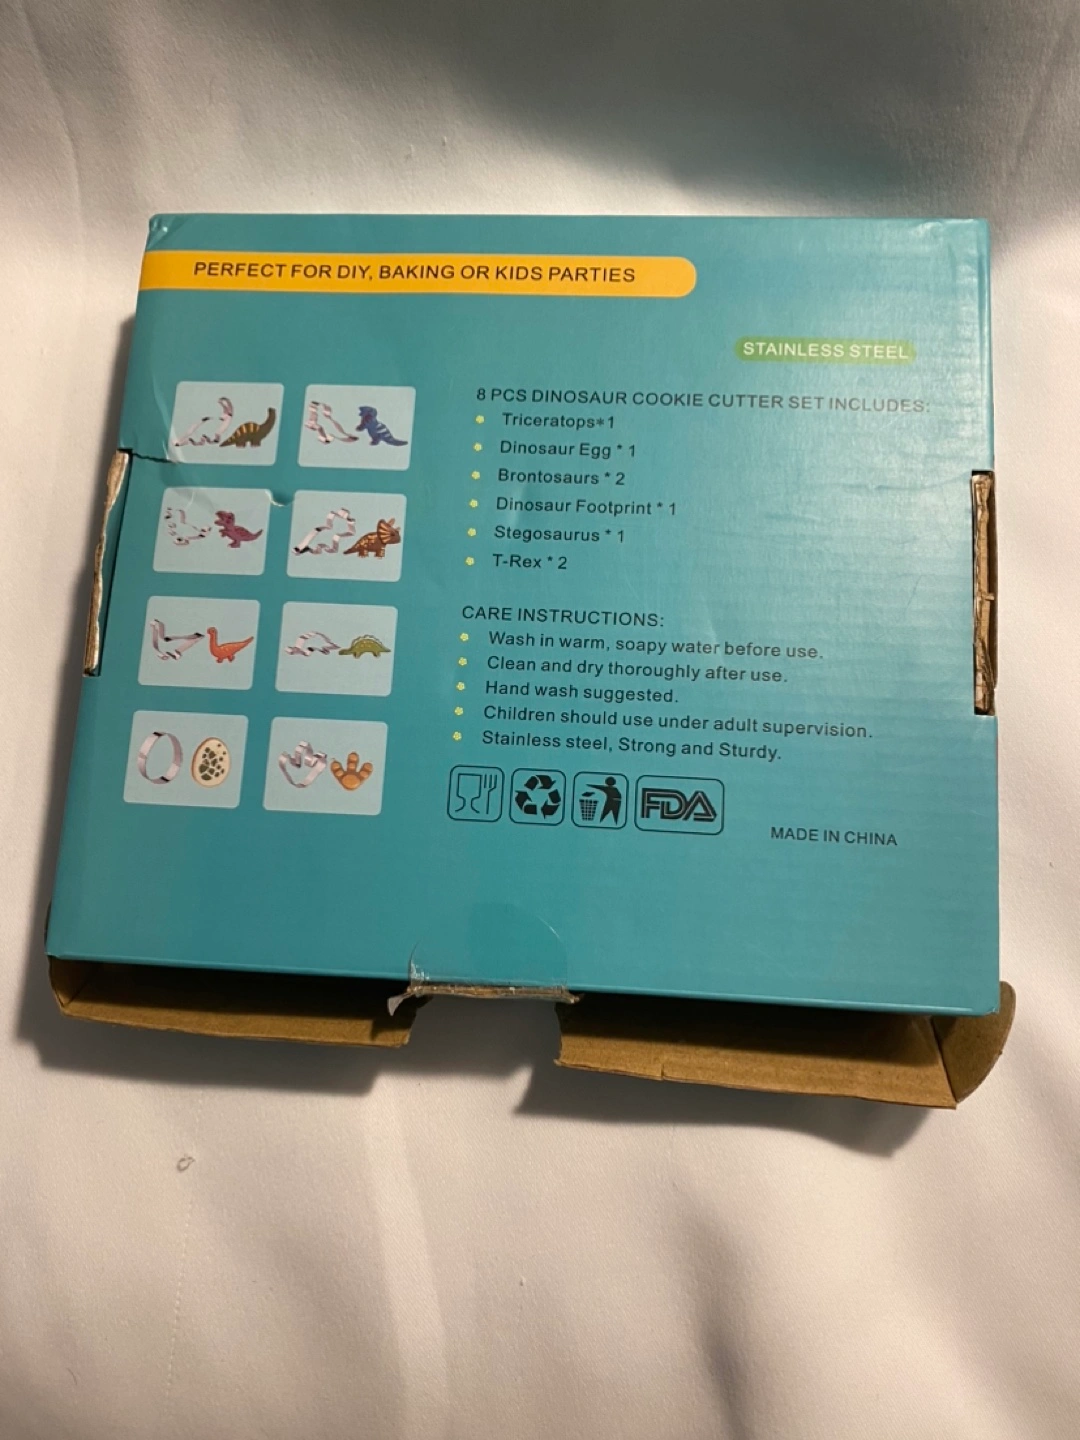 PERFECT FOR DIY, BAKING OR KIDS PARTIES
STAINLESS STEEL
8 PCS DINOSAUR COOKIE CUTTER SET INCLUDES:
Triceratops*1
Dinosaur Egg * 1
Brontosaurs * 2
Dinosaur Footprint * 1
Stegosaurus * 1
T-Rex * 2
CARE INSTRUCTIONS:
Wash in warm, soapy water before use.
Clean and dry thoroughly after use.
Hand wash suggested.
Children should use under adult supervision.
Stainless steel, Strong and Sturdy.
FDA
MADE IN CHINA